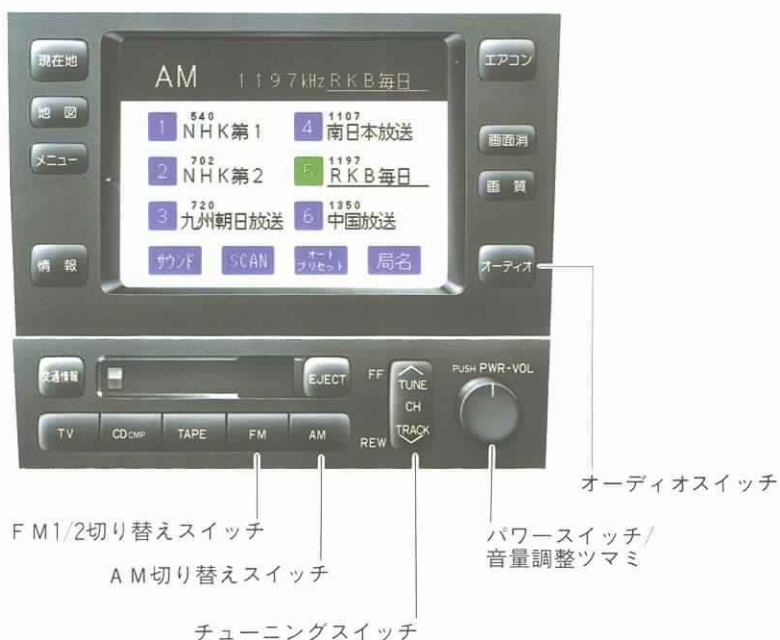 現在地
エアコン
AM 1197kHz RKB毎日
地図
540
1107
1 NHK第1
4 南日本放送
画面消
メニュー
702
1197
2 NHK第2
5 RKB毎日
画質
720
1350
3 九州朝日放送
6 中国放送
情報
サウンド
SCAN
オート
プリセット
局名
オーディオ
交通情報
EJECT
FF
TUNE
CH
TRACK
REW
PUSH PWR-VOL
TV
CD CMP
TAPE
FM
AM
オーディオスイッチ
FM1/2切り替えスイッチ
パワースイッチ/
音量調整ツマミ
AM切り替えスイッチ
チューニングスイッチ